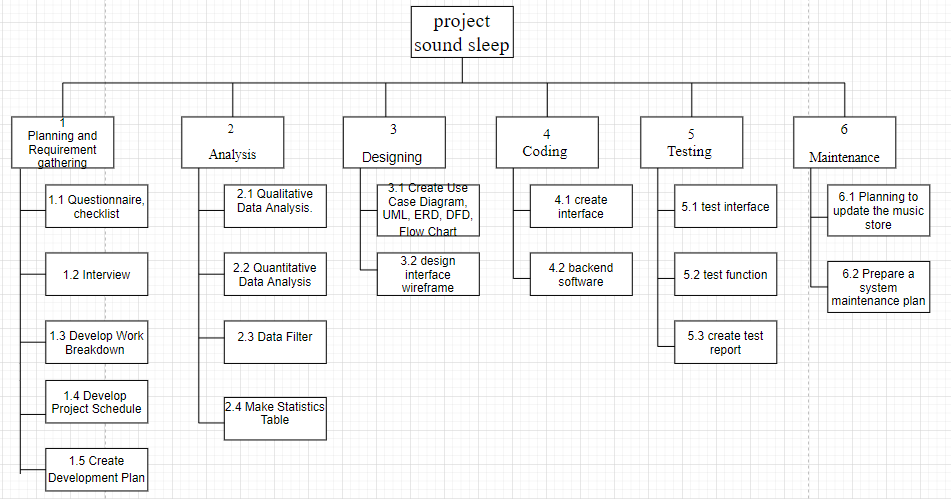 project
sound sleep
1
Planning and
Requirement
gathering
2
Analysis
3
Designing
4
Coding
5
Testing
6
Maintenance
1.1 Questionnaire,
checklist
1.2 Interview
1.3 Develop Work
Breakdown
1.4 Develop
Project Schedule
1.5 Create
Development Plan
2.1 Qualitative
Data Analysis.
2.2 Quantitative
Data Analysis
2.3 Data Filter
2.4 Make Statistics
Table
3.1 Create Use
Case Diagram,
UML, ERD, DFD,
Flow Chart
3.2 design
interface
wireframe
4.1 create
interface
4.2 backend
software
5.1 test interface
5.2 test function
5.3 create test
report
6.1 Planning to
update the music
store
6.2 Prepare a
system
maintenance plan